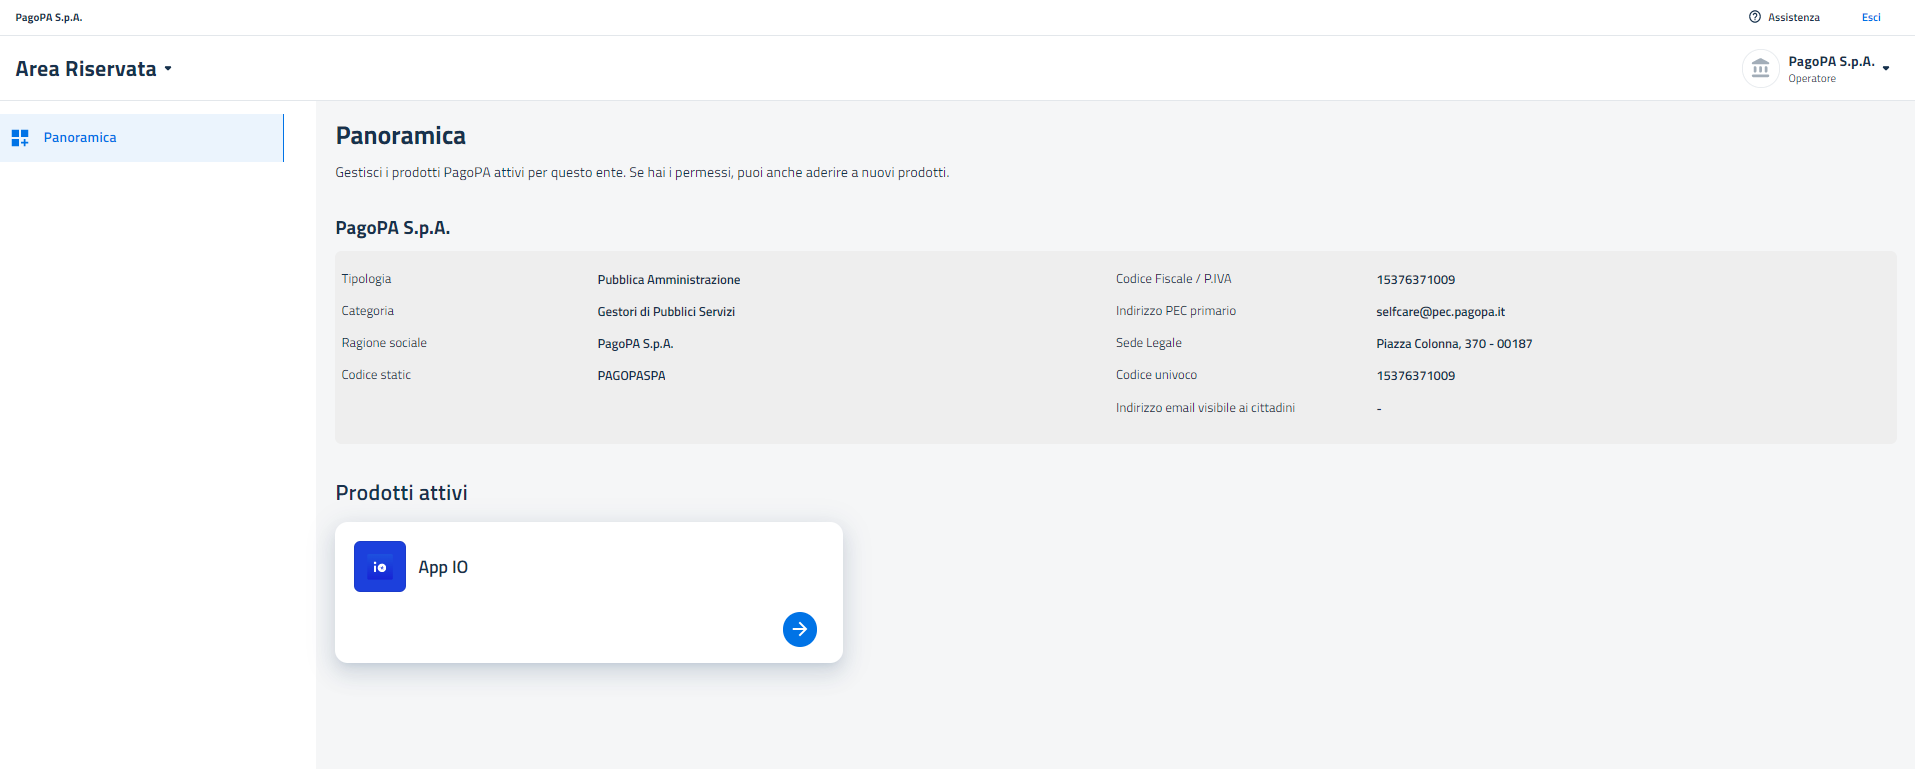 PagoPA S.p.A.
Assistenza
Esci
Area Riservata
PagoPA S.p.A.
Operatore
Panoramica
Panoramica
Gestisci i prodotti PagoPA attivi per questo ente. Se hai i permessi, puoi anche aderire a nuovi prodotti.
PagoPA S.p.A.
Tipologia Pubblica Amministrazione
Categoria Gestori di Pubblici Servizi
Ragione sociale PagoPA S.p.A.
Codice static PAGOPASPA
Codice Fiscale / P.IVA 15376371009
Indirizzo PEC primario selfcare@pec.pagopa.it
Sede Legale Piazza Colonna, 370 - 00187
Codice univoco 15376371009
Indirizzo email visibile ai cittadini -
Prodotti attivi
io
App IO